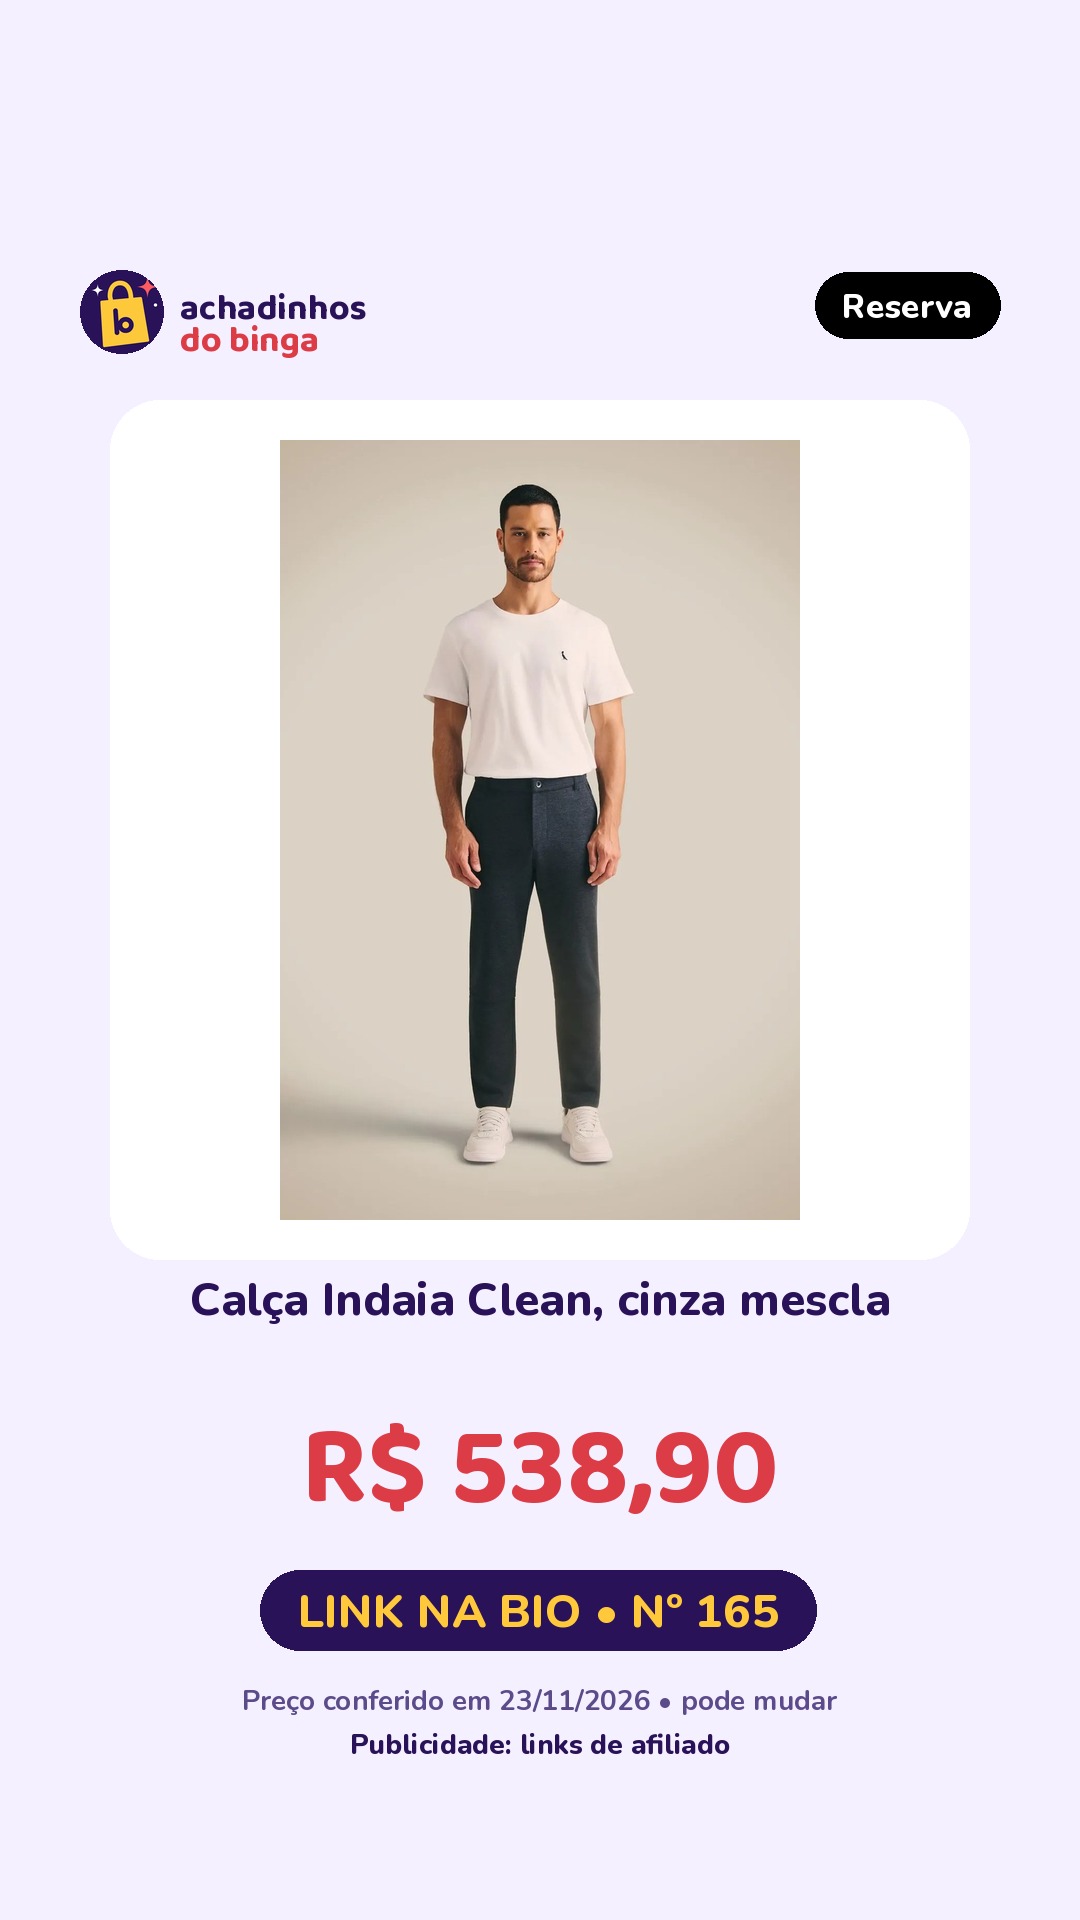 achadinhos
do binga
Reserva
Calça Indaia Clean, cinza mescla
R$ 538,90
LINK NA BIO • Nº 165
Preço conferido em 23/11/2026 • pode mudar
Publicidade: links de afiliado